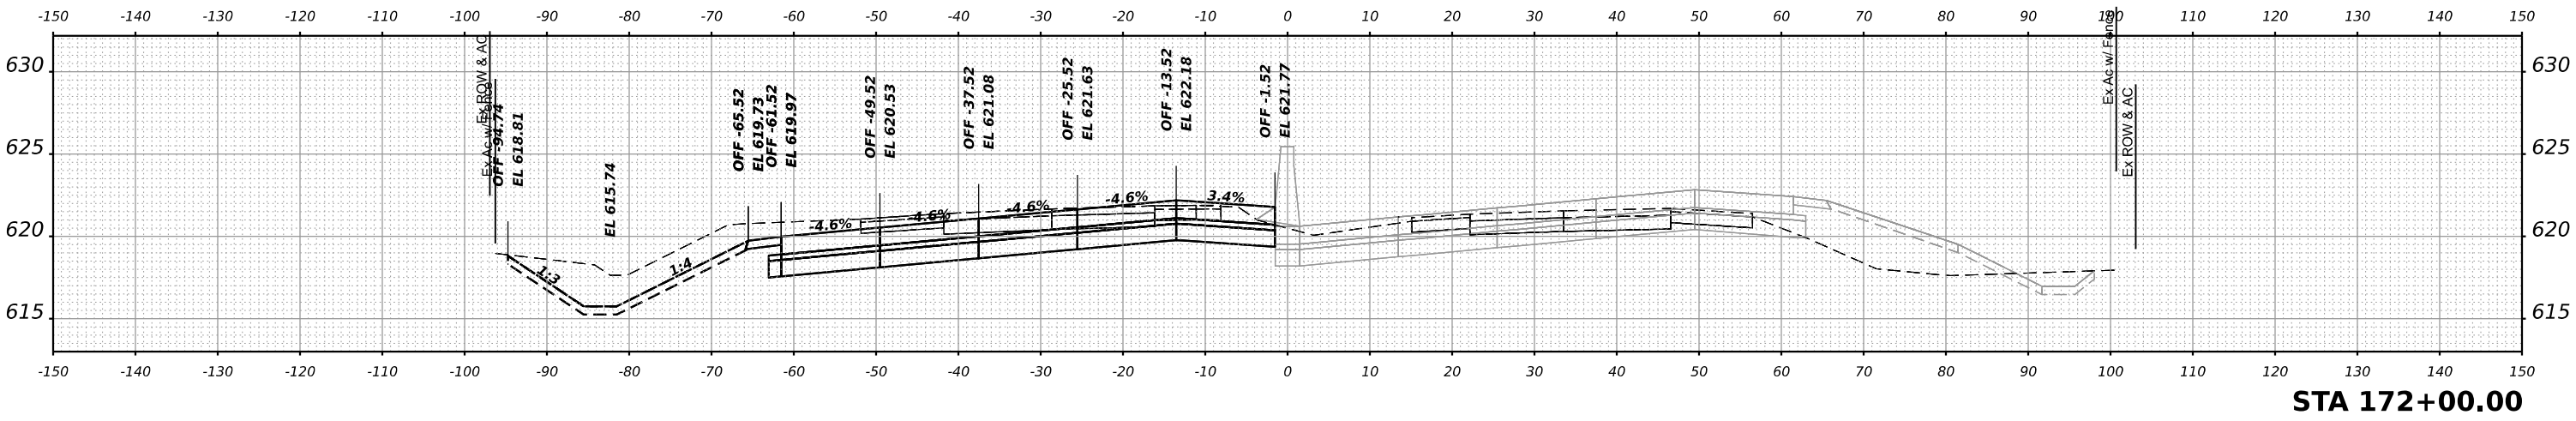 -150 -140 -130 -120 -110 -100 -90 -80 -70 -60 -50 -40 -30 -20 -10 0 10 20 30 40 50 60 70 80 90 100 110 120 130 140 150
630
625
620
615
Ex ROW & AC
Ex Ac w/ Fence
OFF -94.74
EL 618.81
EL 615.74
OFF -65.52
EL 619.73
OFF -61.52
EL 619.97
OFF -49.52
EL 620.53
OFF -37.52
EL 621.08
OFF -25.52
EL 621.63
OFF -13.52
EL 622.18
OFF -1.52
EL 621.77
Ex Ac w/ Fence
Ex ROW & AC
1:3
1:4
-4.6%
-4.6%
-4.6%
-4.6%
3.4%
630
625
620
615
-150 -140 -130 -120 -110 -100 -90 -80 -70 -60 -50 -40 -30 -20 -10 0 10 20 30 40 50 60 70 80 90 100 110 120 130 140 150
STA 172+00.00